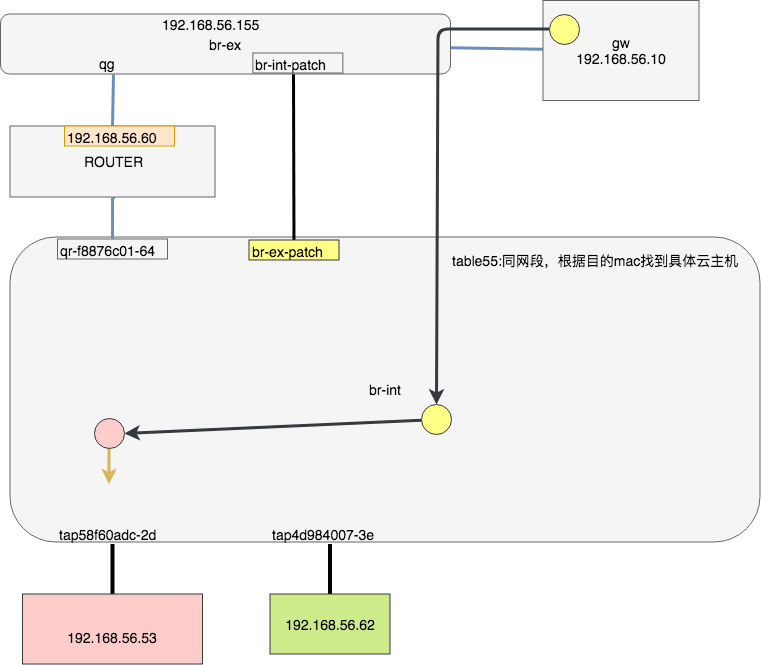 192.168.56.155
br-ex
qg
br-int-patch
gw
192.168.56.10
192.168.56.60
ROUTER
qr-f8876c01-64
br-ex-patch
table55:同网段，根据目的mac找到具体云主机
br-int
tap58f60adc-2d
tap4d984007-3e
192.168.56.53
192.168.56.62